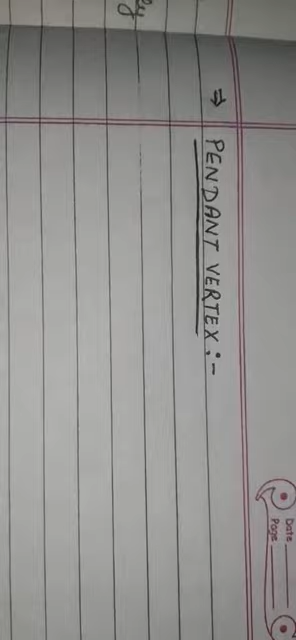 Date
Page
⇒ PENDANT VERTEX :-